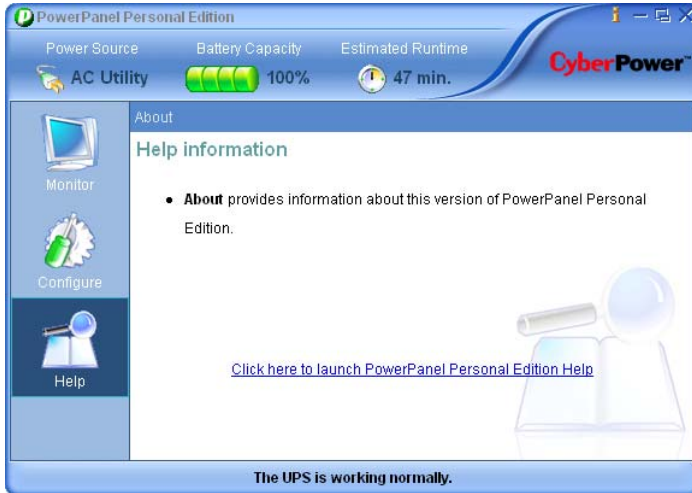 PowerPanel Personal Edition
Power Source
Battery Capacity
Estimated Runtime
AC Utility
100%
47 min.
CyberPower™
About
Help information
Monitor
Configure
Help
• About provides information about this version of PowerPanel Personal
Edition.
Click here to launch PowerPanel Personal Edition Help
The UPS is working normally.